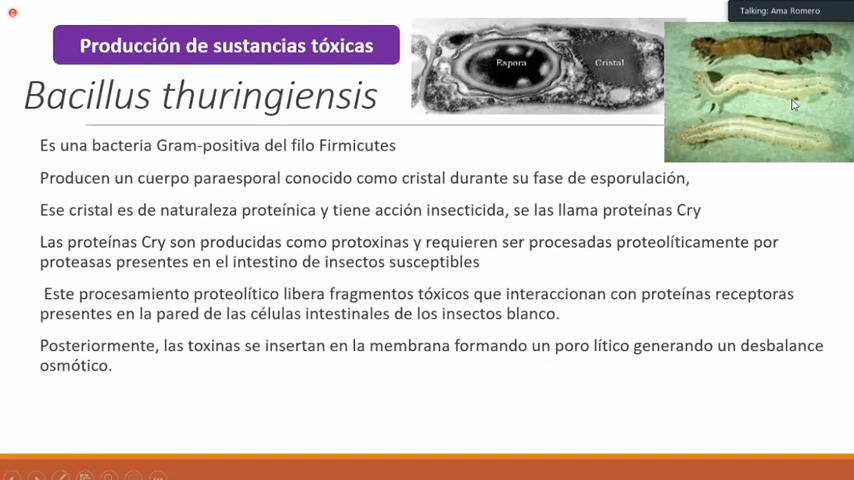 Talking: Ama Romero
Producción de sustancias tóxicas
Espora
Cristal
Bacillus thuringiensis
Es una bacteria Gram-positiva del filo Firmicutes
Producen un cuerpo paraesporal conocido como cristal durante su fase de esporulación,
Ese cristal es de naturaleza proteínica y tiene acción insecticida, se las llama proteínas Cry
Las proteínas Cry son producidas como protoxinas y requieren ser procesadas proteolíticamente por
proteasas presentes en el intestino de insectos susceptibles
Este procesamiento proteolítico libera fragmentos tóxicos que interaccionan con proteínas receptoras
presentes en la pared de las células intestinales de los insectos blanco.
Posteriormente, las toxinas se insertan en la membrana formando un poro lítico generando un desbalance
osmótico.